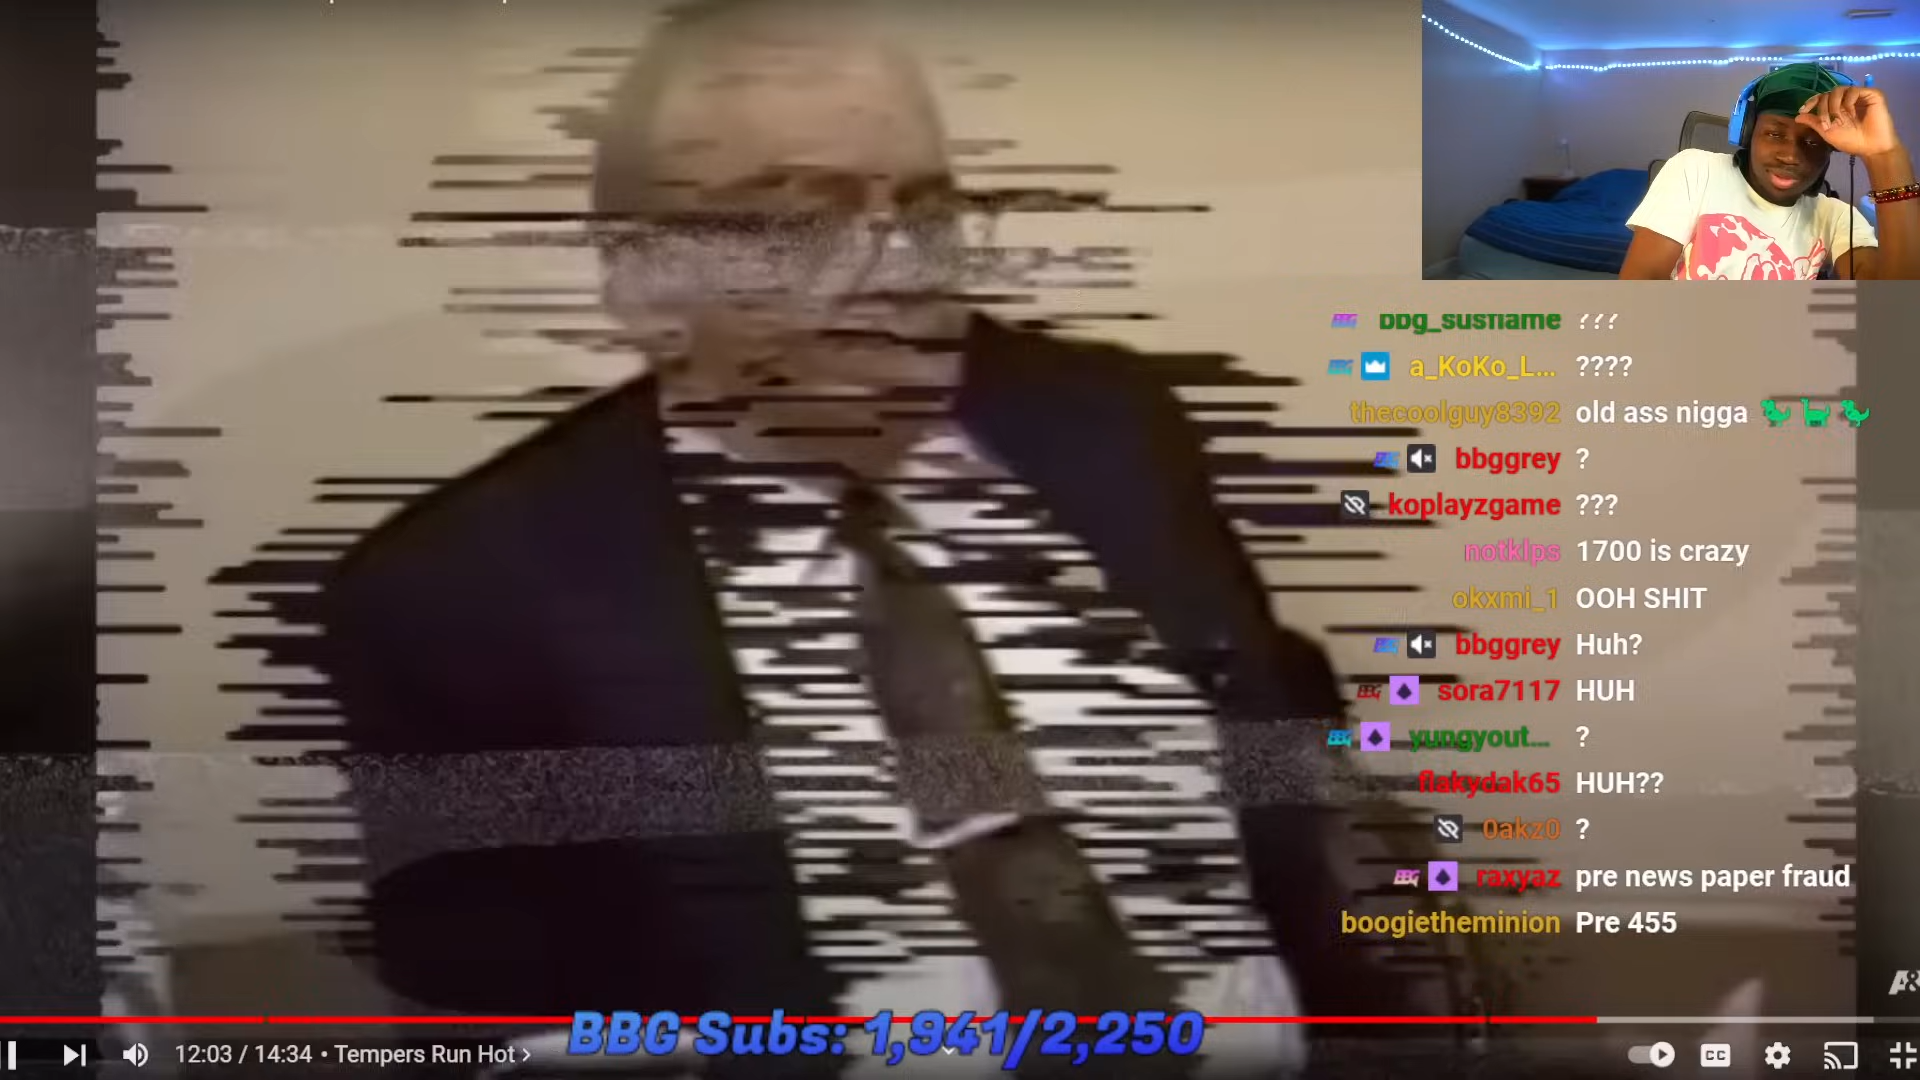 bbg_susflame ???
a_KoKo_L... ????
thecoolguy8392 old ass nigga
bbggrey ?
koplayzgame ???
notklps 1700 is crazy
okxmi_1 OOH SHIT
bbggrey Huh?
sora7117 HUH
yungyout... ?
flakydak65 HUH??
0akz0 ?
raxyaz pre news paper fraud
boogietheminion Pre 455
A&
BBG Subs: 1,941/2,250
12:03 / 14:34 • Tempers Run Hot >
CC